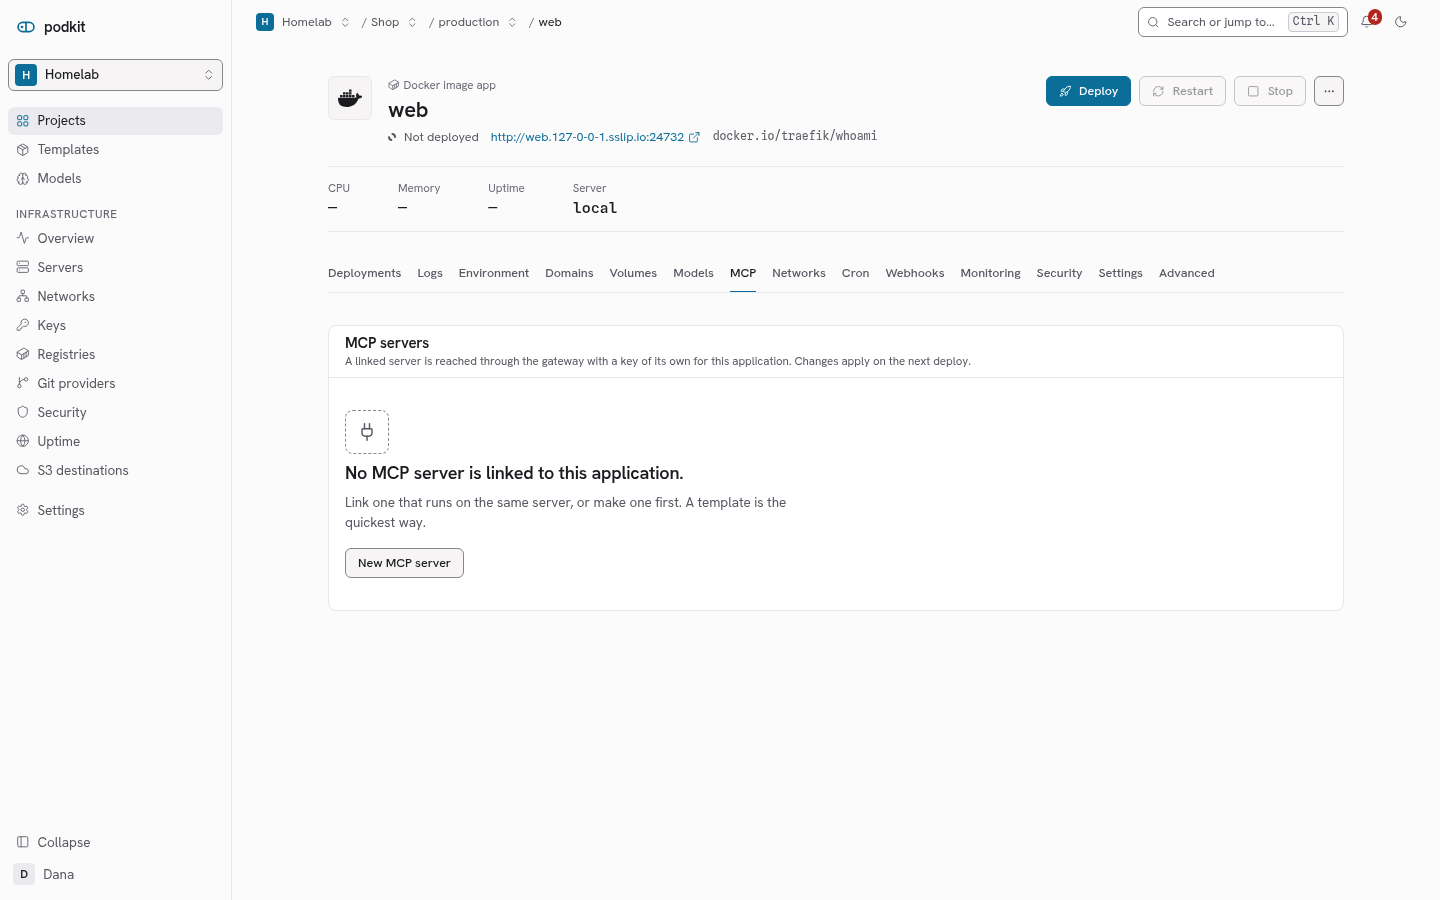 podkit
H Homelab
Projects
Templates
Models
INFRASTRUCTURE
Overview
Servers
Networks
Keys
Registries
Git providers
Security
Uptime
S3 destinations
Settings
Collapse
D Dana
H Homelab / Shop / production / web
Search or jump to... Ctrl K
4
Docker image app
web
Not deployed http://web.127-0-0-1.sslip.io:24732 docker.io/traefik/whoami
Deploy Restart Stop ...
CPU Memory Uptime Server
— — — local
Deployments Logs Environment Domains Volumes Models MCP Networks Cron Webhooks Monitoring Security Settings Advanced
MCP servers
A linked server is reached through the gateway with a key of its own for this application. Changes apply on the next deploy.
No MCP server is linked to this application.
Link one that runs on the same server, or make one first. A template is the
quickest way.
New MCP server